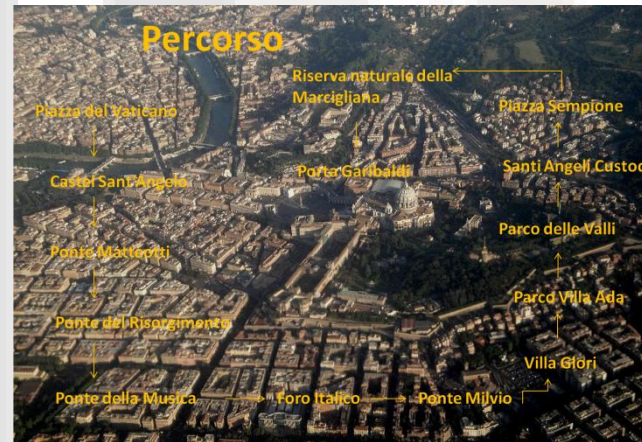 Percorso
Piazza del Vaticano
Castel Sant'Angelo
Ponte Matteotti
Ponte del Risorgimento
Ponte della Musica
Foro Italico
Ponte Milvio
Villa Glori
Parco Villa Ada
Parco delle Valli
Santi Angeli Custodi
Piazza Sempione
Riserva naturale della
Marcigliana
Porta Garibaldi